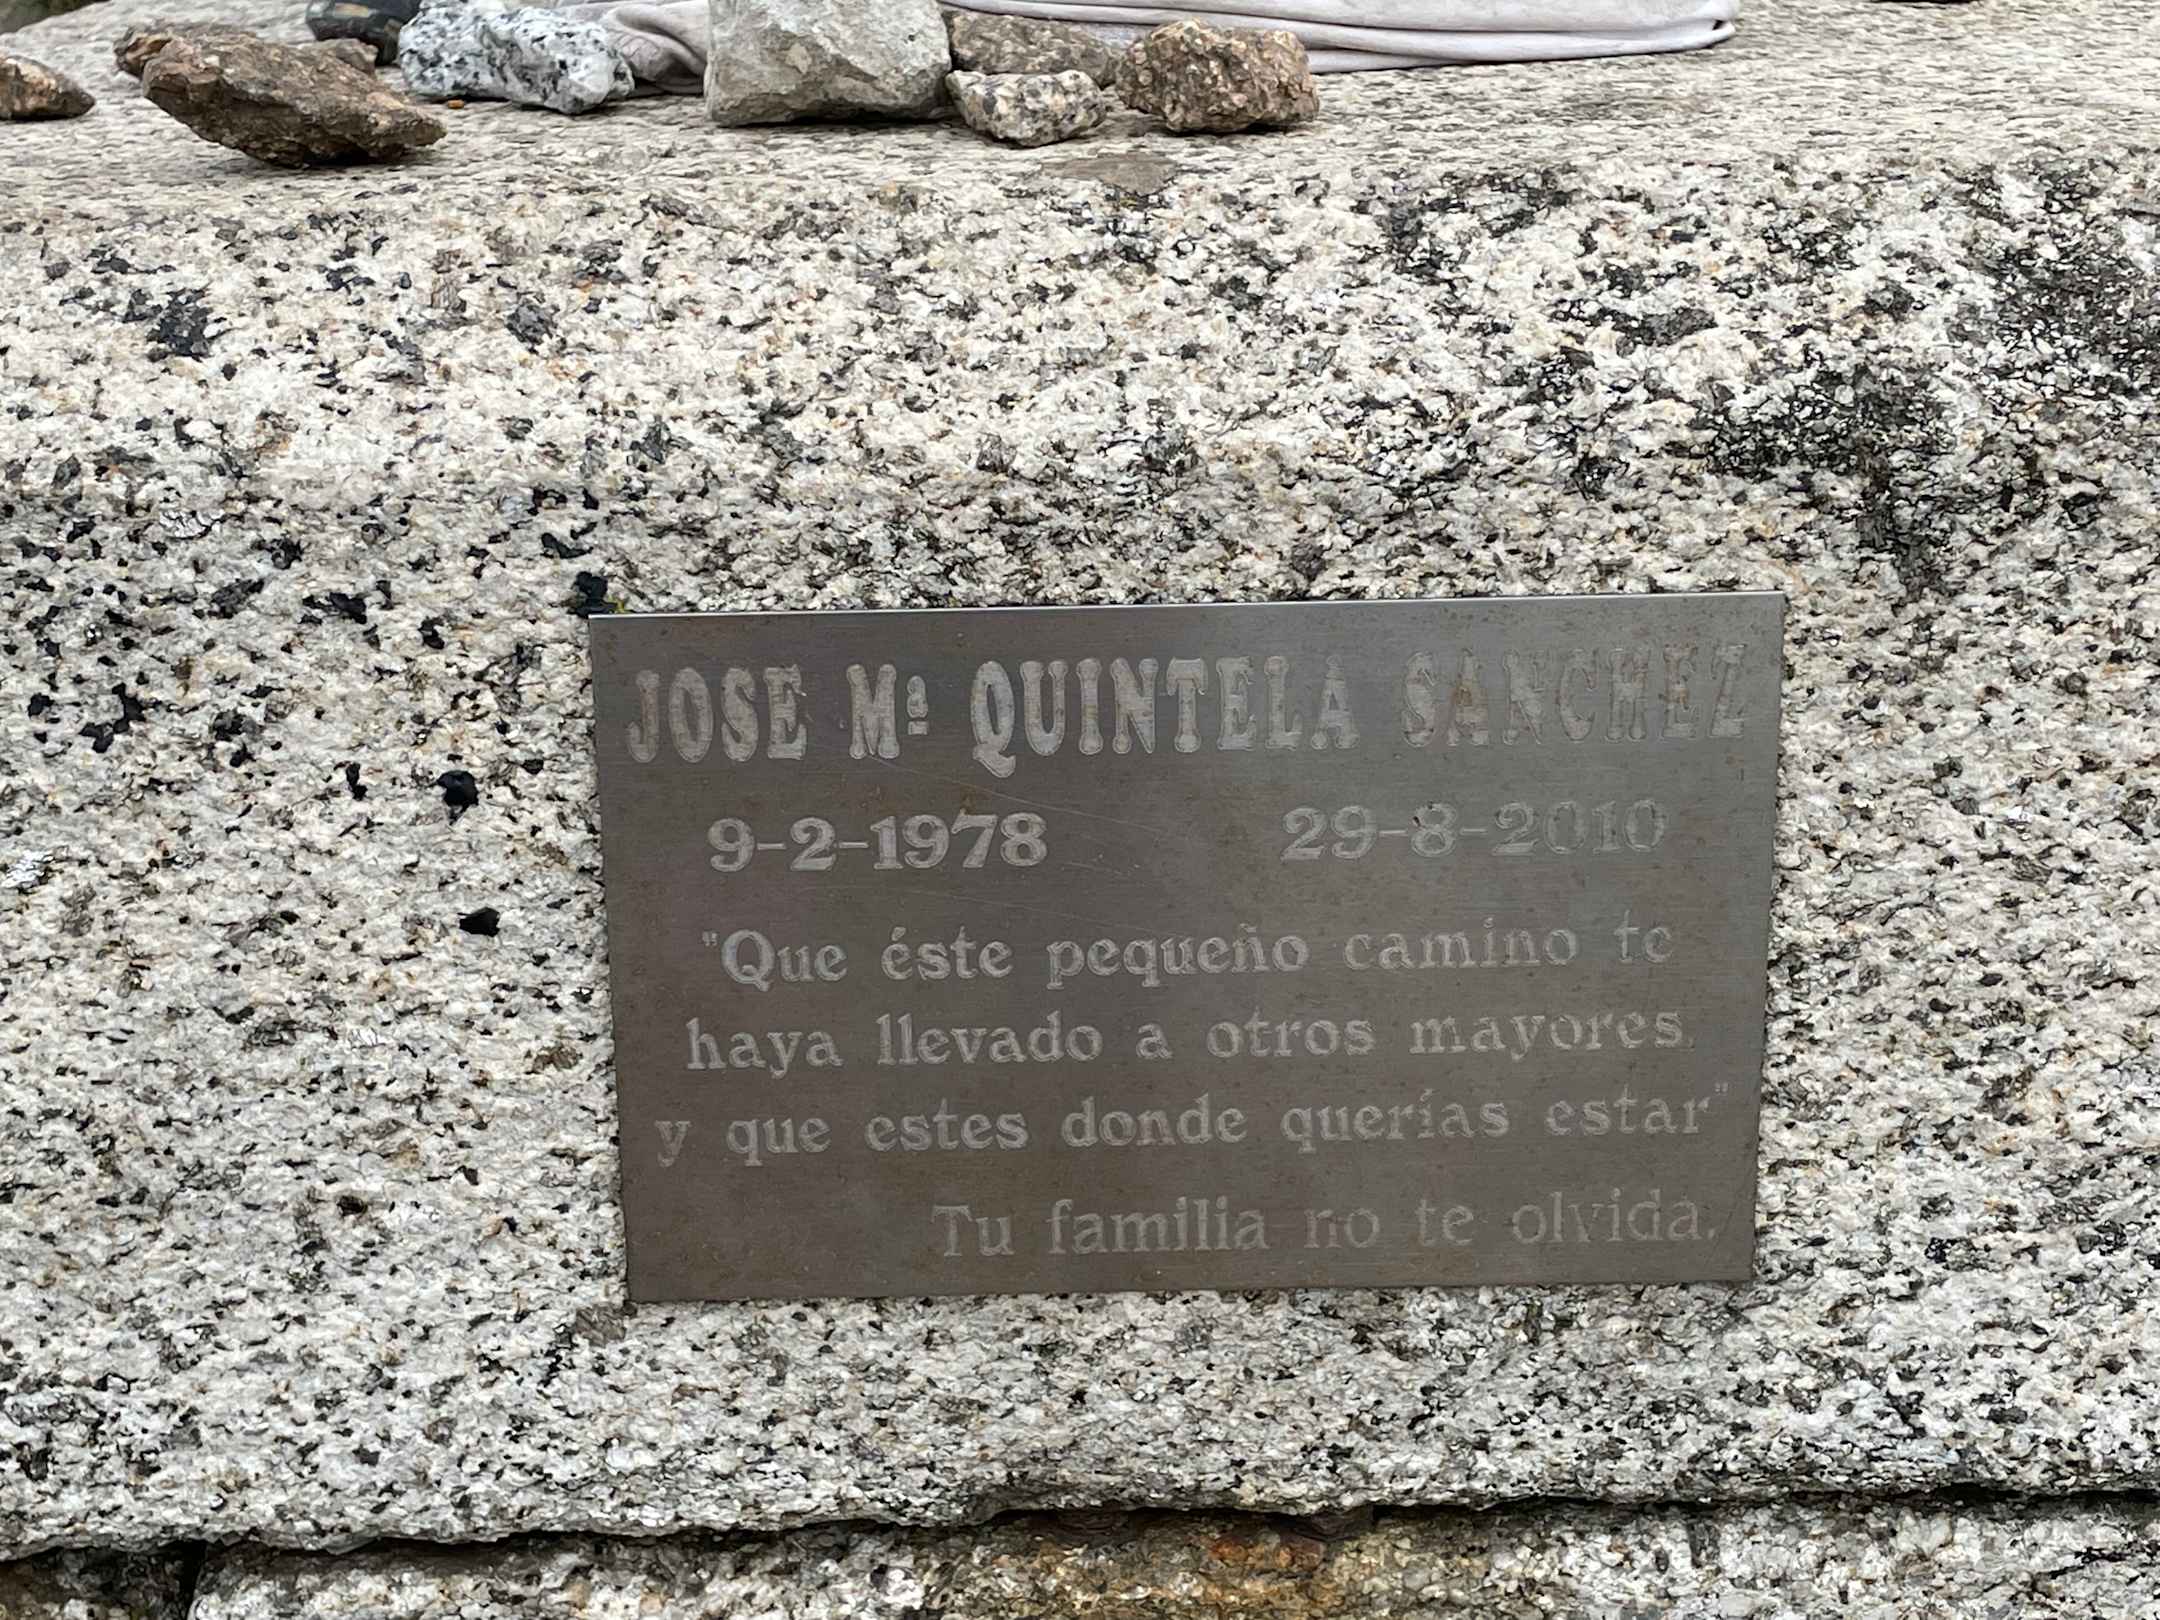 JOSE Mª QUINTELA SANCHEZ
9-2-1978 29-8-2010
"Que éste pequeño camino te
haya llevado a otros mayores
y que estes donde querías estar"
Tu familia no te olvida.